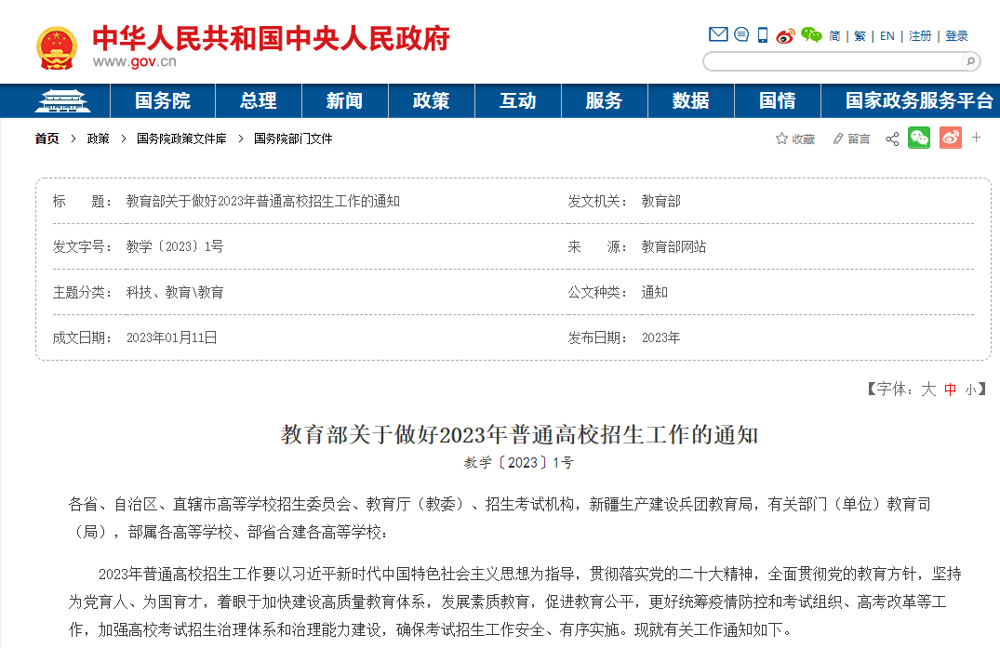 中华人民共和国中央人民政府
www.gov.cn
简 | 繁 | EN | 注册 | 登录
国务院 总理 新闻 政策 互动 服务 数据 国情 国家政务服务平台
首页 > 政策 > 国务院政策文件库 > 国务院部门文件
收藏 留言
标 题： 教育部关于做好2023年普通高校招生工作的通知 发文机关： 教育部
发文字号： 教学〔2023〕1号 来 源： 教育部网站
主题分类： 科技、教育\教育 公文种类： 通知
成文日期： 2023年01月11日 发布日期： 2023年
【字体：大 中 小】
教育部关于做好2023年普通高校招生工作的通知
教学〔2023〕1号
各省、自治区、直辖市高等学校招生委员会、教育厅（教委）、招生考试机构，新疆生产建设兵团教育局，有关部门（单位）教育司
（局），部属各高等学校、部省合建各高等学校：
2023年普通高校招生工作要以习近平新时代中国特色社会主义思想为指导，贯彻落实党的二十大精神，全面贯彻党的教育方针，坚持
为党育人、为国育才，着眼于加快建设高质量教育体系，发展素质教育，促进教育公平，更好统筹疫情防控和考试组织、高考改革等工
作，加强高校考试招生治理体系和治理能力建设，确保考试招生工作安全、有序实施。现就有关工作通知如下。